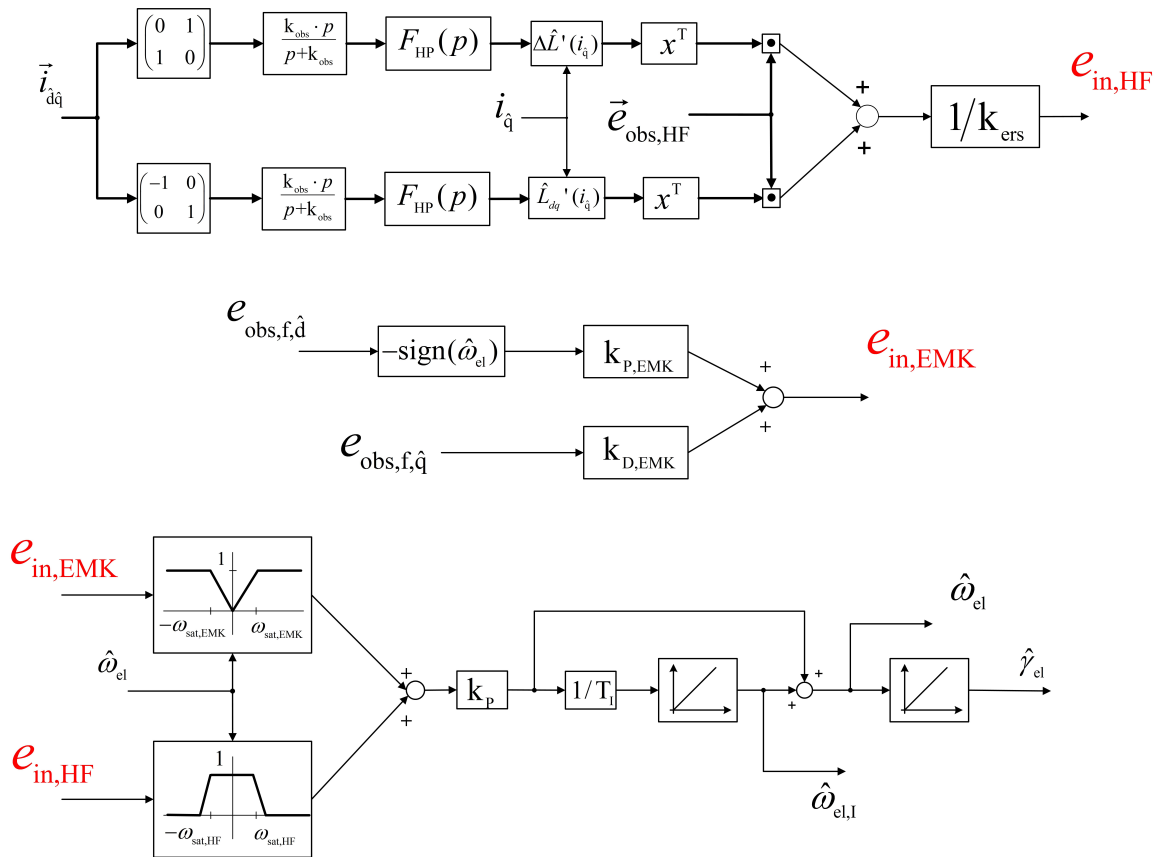 (0 1
1 0)
k_obs · p / p+k_obs
F_HP(p)
ΔL̂'(i_q̂)
x^T
i⃗_d̂q̂
i_q̂
e⃗_obs,HF
+
+
1/k_ers
e_in,HF
(−1 0
0 1)
k_obs · p / p+k_obs
F_HP(p)
L̂_dq'(i_q̂)
x^T
e_obs,f,d̂
−sign(ω̂_el)
k_P,EMK
+
+
e_in,EMK
e_obs,f,q̂
k_D,EMK
e_in,EMK
1
−ω_sat,EMK ω_sat,EMK
ω̂_el
e_in,HF
1
−ω_sat,HF ω_sat,HF
+
+
k_P
1/T_I
+
+
ω̂_el
γ̂_el
ω̂_el,I